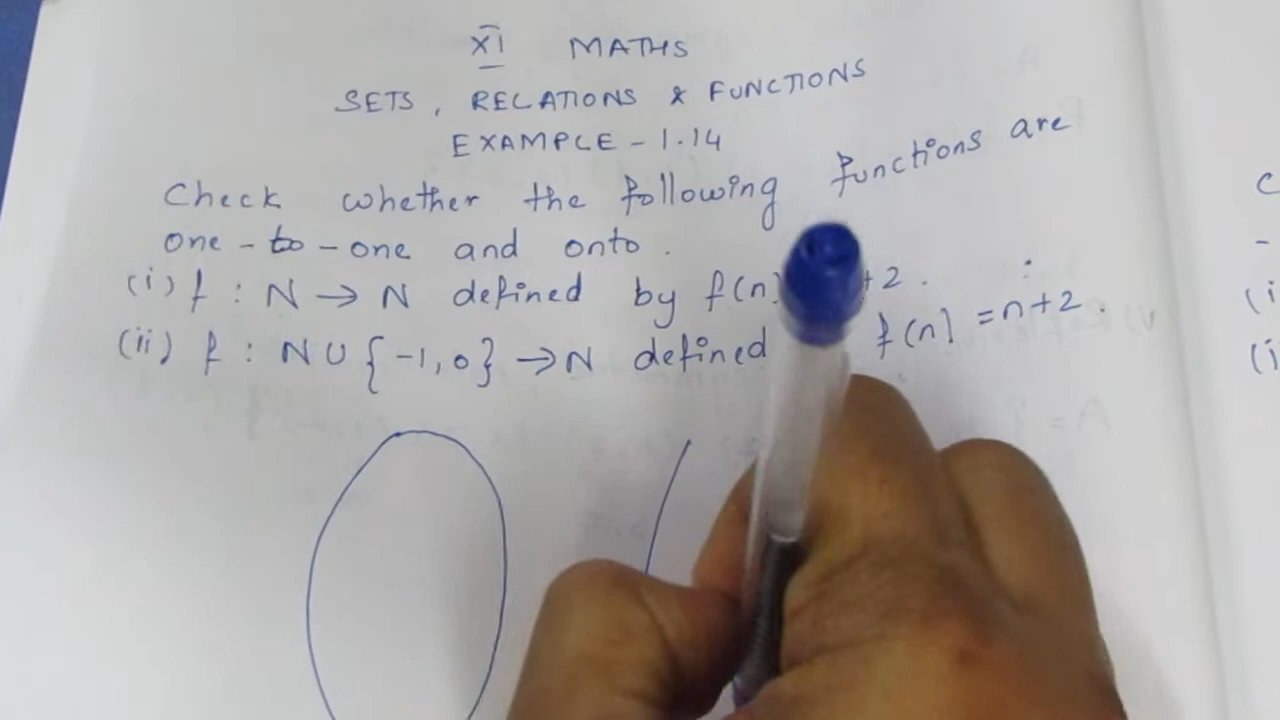 XI MATHS
SETS, RELATIONS & FUNCTIONS
EXAMPLE - 1.14
Check whether the following functions are
one-to-one and onto.
(i) f : N → N defined by f(n) +2.
(ii) f : N ∪ {-1,0} → N defined f(n) = n+2.